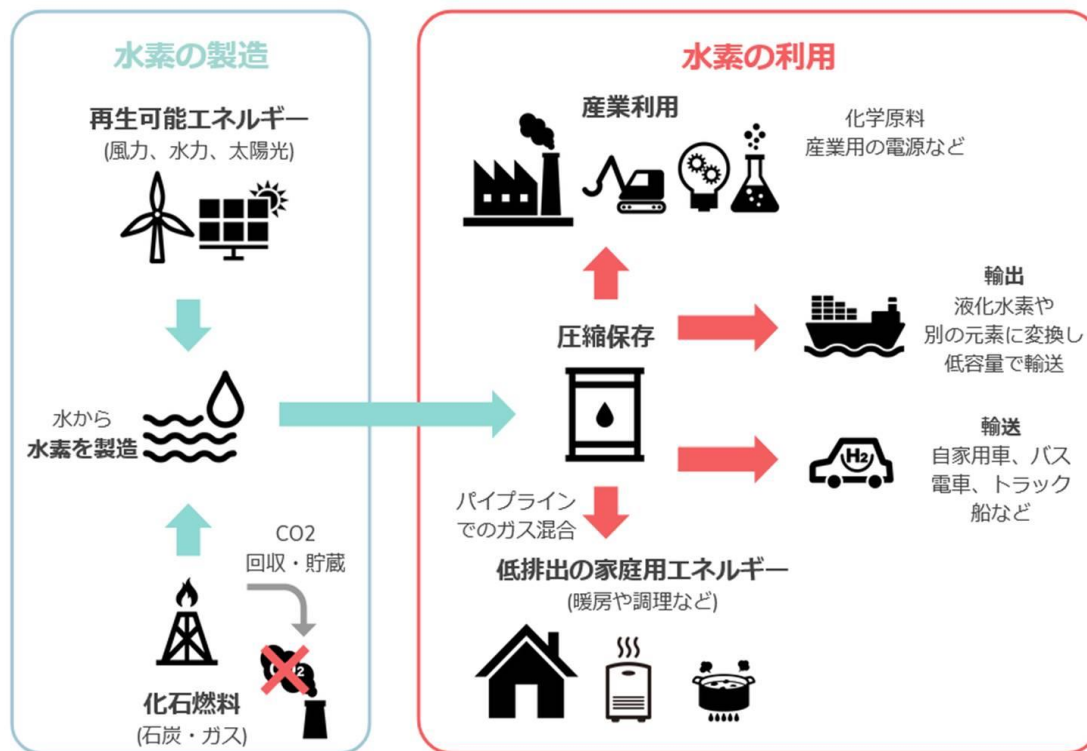 水素の製造
再生可能エネルギー
(風力、水力、太陽光)
水から
水素を製造
CO2
回収・貯蔵
化石燃料
(石炭・ガス)
水素の利用
産業利用
化学原料
産業用の電源など
圧縮保存
輸出
液化水素や
別の元素に変換し
低容量で輸送
輸送
自家用車、バス
電車、トラック
船など
H2
パイプライン
でのガス混合
低排出の家庭用エネルギー
(暖房や調理など)